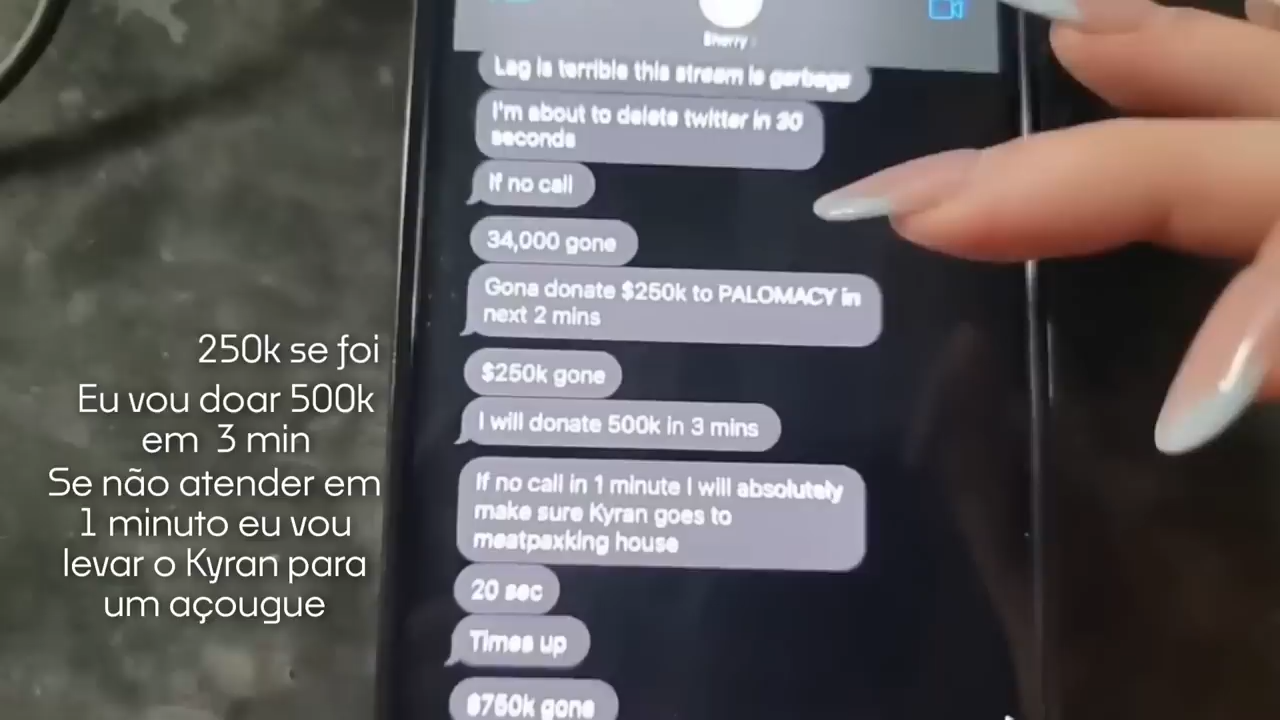 Sherry
Lag is terrible this stream is garbage
I'm about to delete twitter in 30
seconds
If no call
34,000 gone
Gona donate $250k to PALOMACY in
next 2 mins
$250k gone
I will donate 500k in 3 mins
If no call in 1 minute I will absolutely
make sure Kyran goes to
meatpaxking house
20 sec
Times up
$750k gone
250k se foi
Eu vou doar 500k
em 3 min
Se não atender em
1 minuto eu vou
levar o Kyran para
um açougue